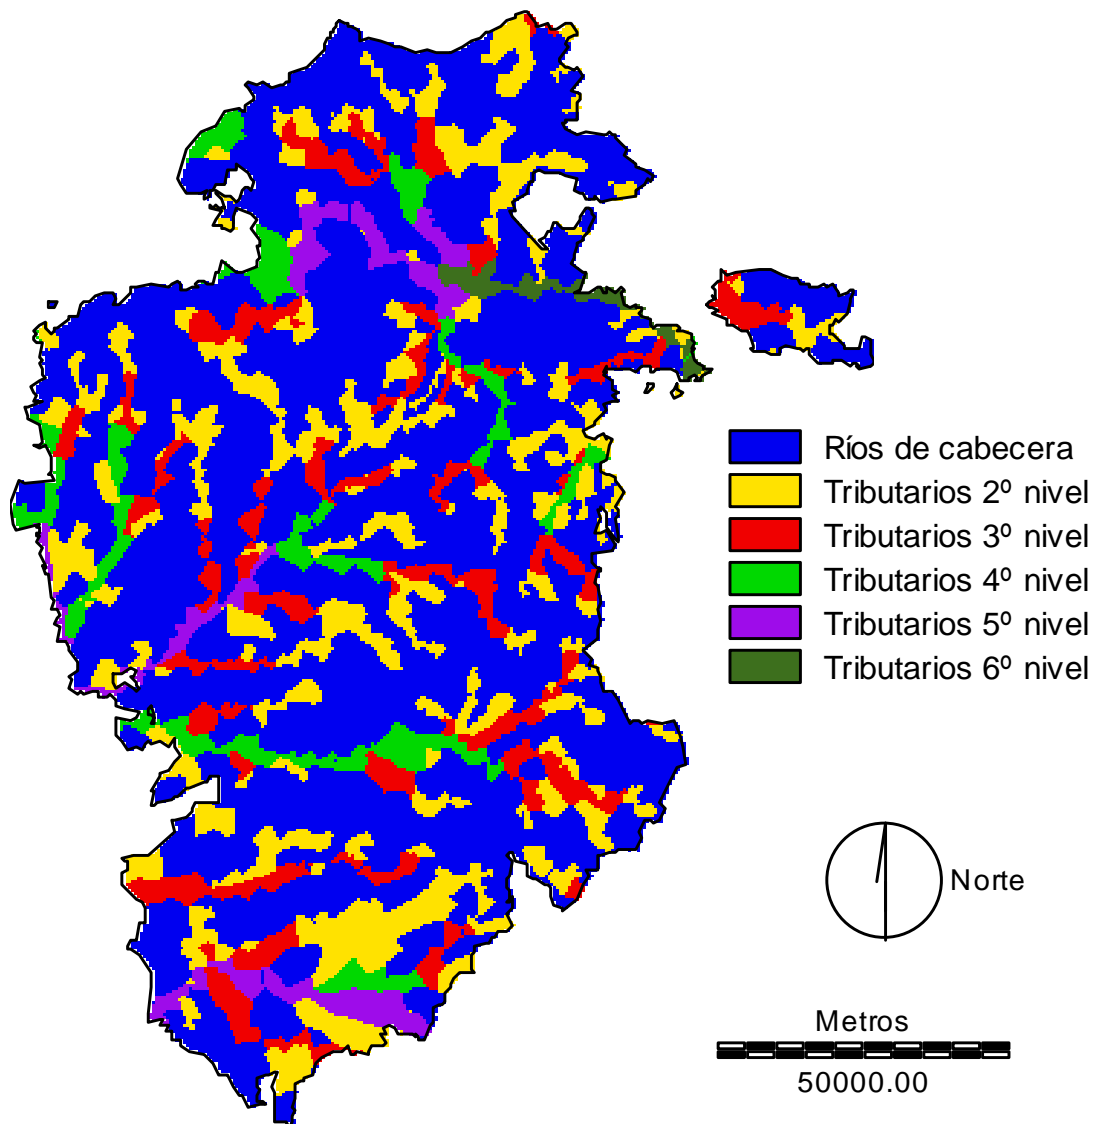 Ríos de cabecera
Tributarios 2º nivel
Tributarios 3º nivel
Tributarios 4º nivel
Tributarios 5º nivel
Tributarios 6º nivel
Norte
Metros
50000.00